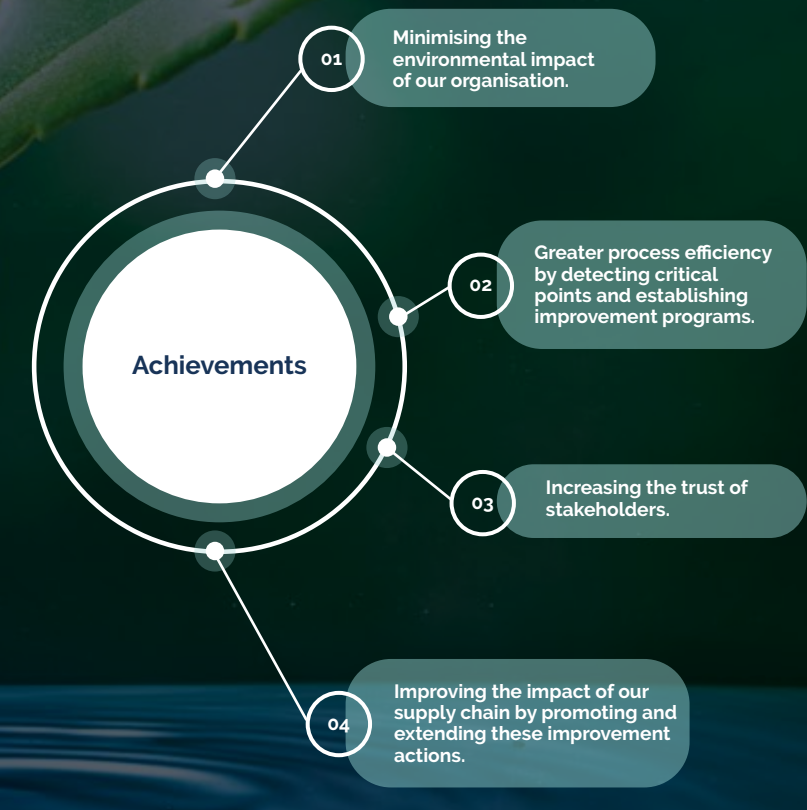 01
Minimising the
environmental impact
of our organisation.
02
Greater process efficiency
by detecting critical
points and establishing
improvement programs.
Achievements
03
Increasing the trust of
stakeholders.
04
Improving the impact of our
supply chain by promoting and
extending these improvement
actions.